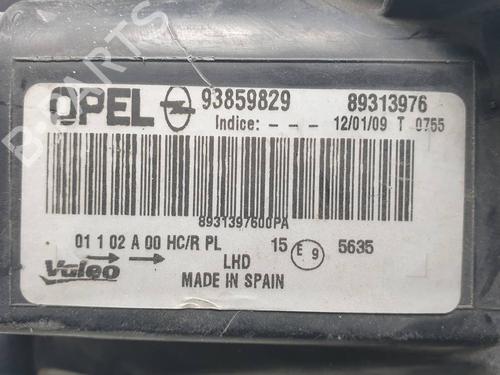 OPEL 93859829 89313976
Indice: - - - 12/01/09 T 0755
8931397600PA
01 1 02 A 00 HC/R PL 15 E 9 5635
Valeo LHD
MADE IN SPAIN
B-PARTS